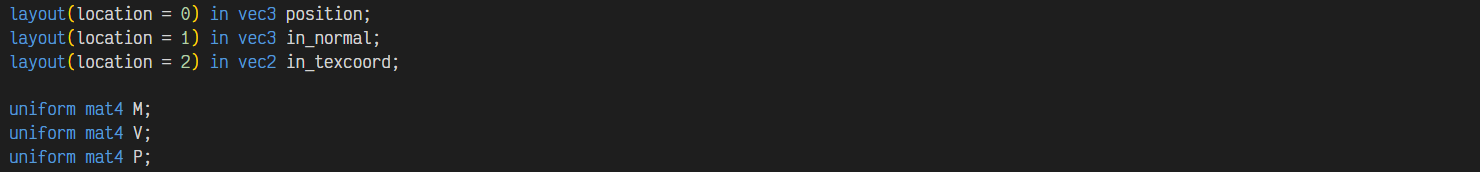 layout(location = 0) in vec3 position;
layout(location = 1) in vec3 in_normal;
layout(location = 2) in vec2 in_texcoord;
uniform mat4 M;
uniform mat4 V;
uniform mat4 P;